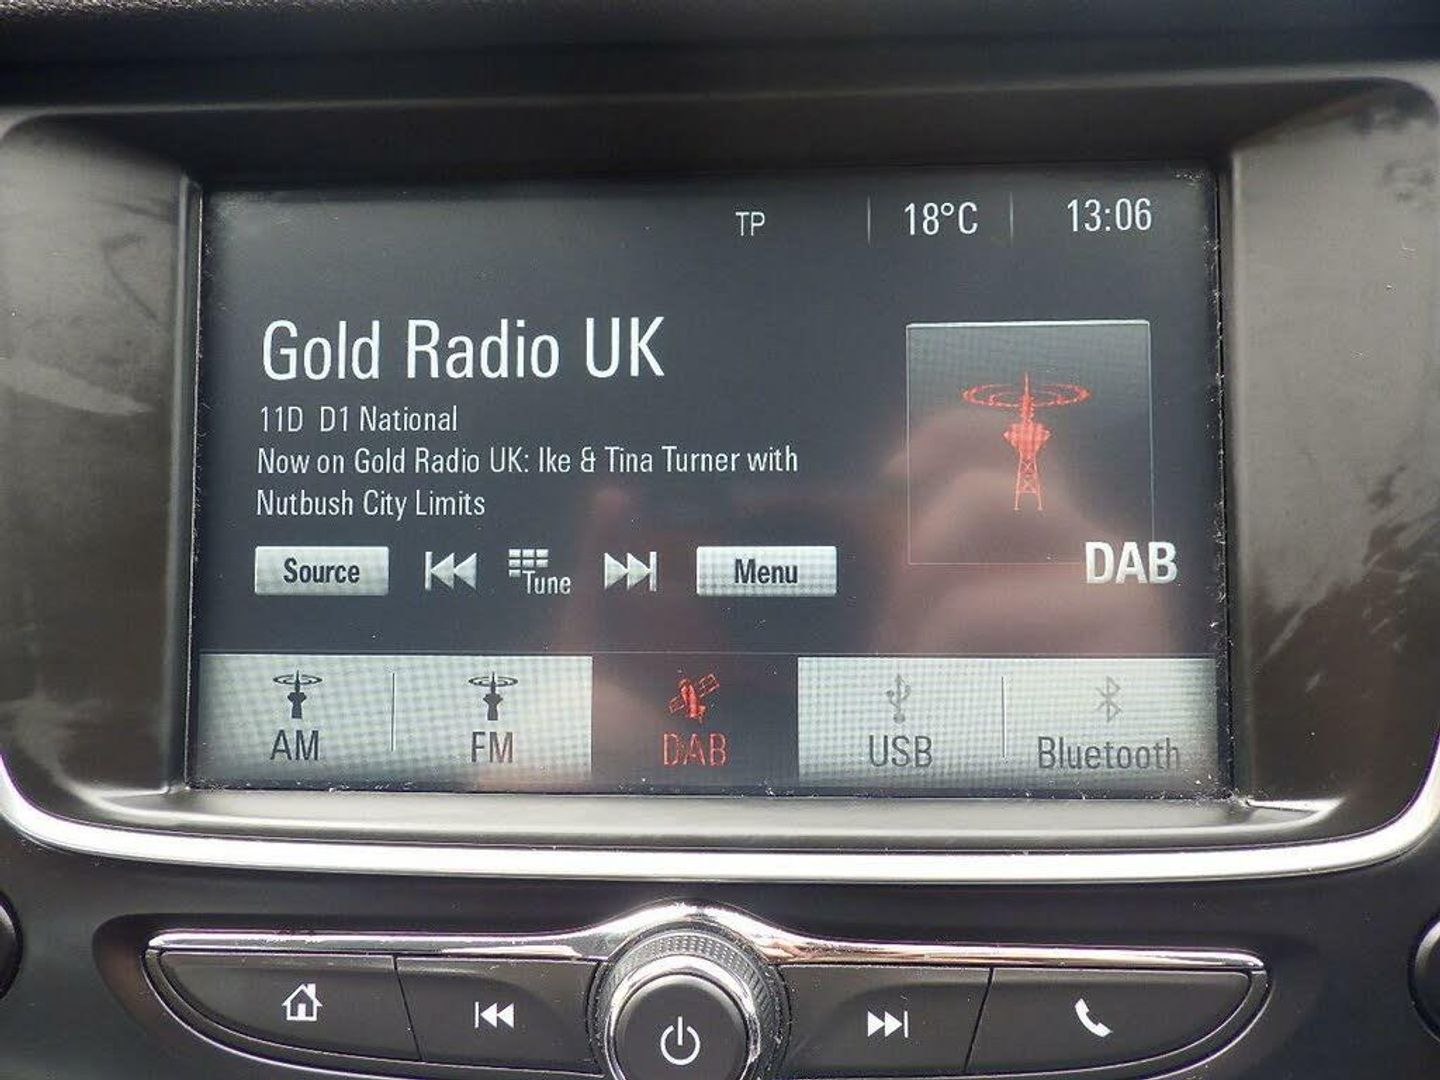 TP 18°C 13:06
Gold Radio UK
11D D1 National
Now on Gold Radio UK: Ike & Tina Turner with
Nutbush City Limits
Source Tune Menu
DAB
AM FM DAB USB Bluetooth